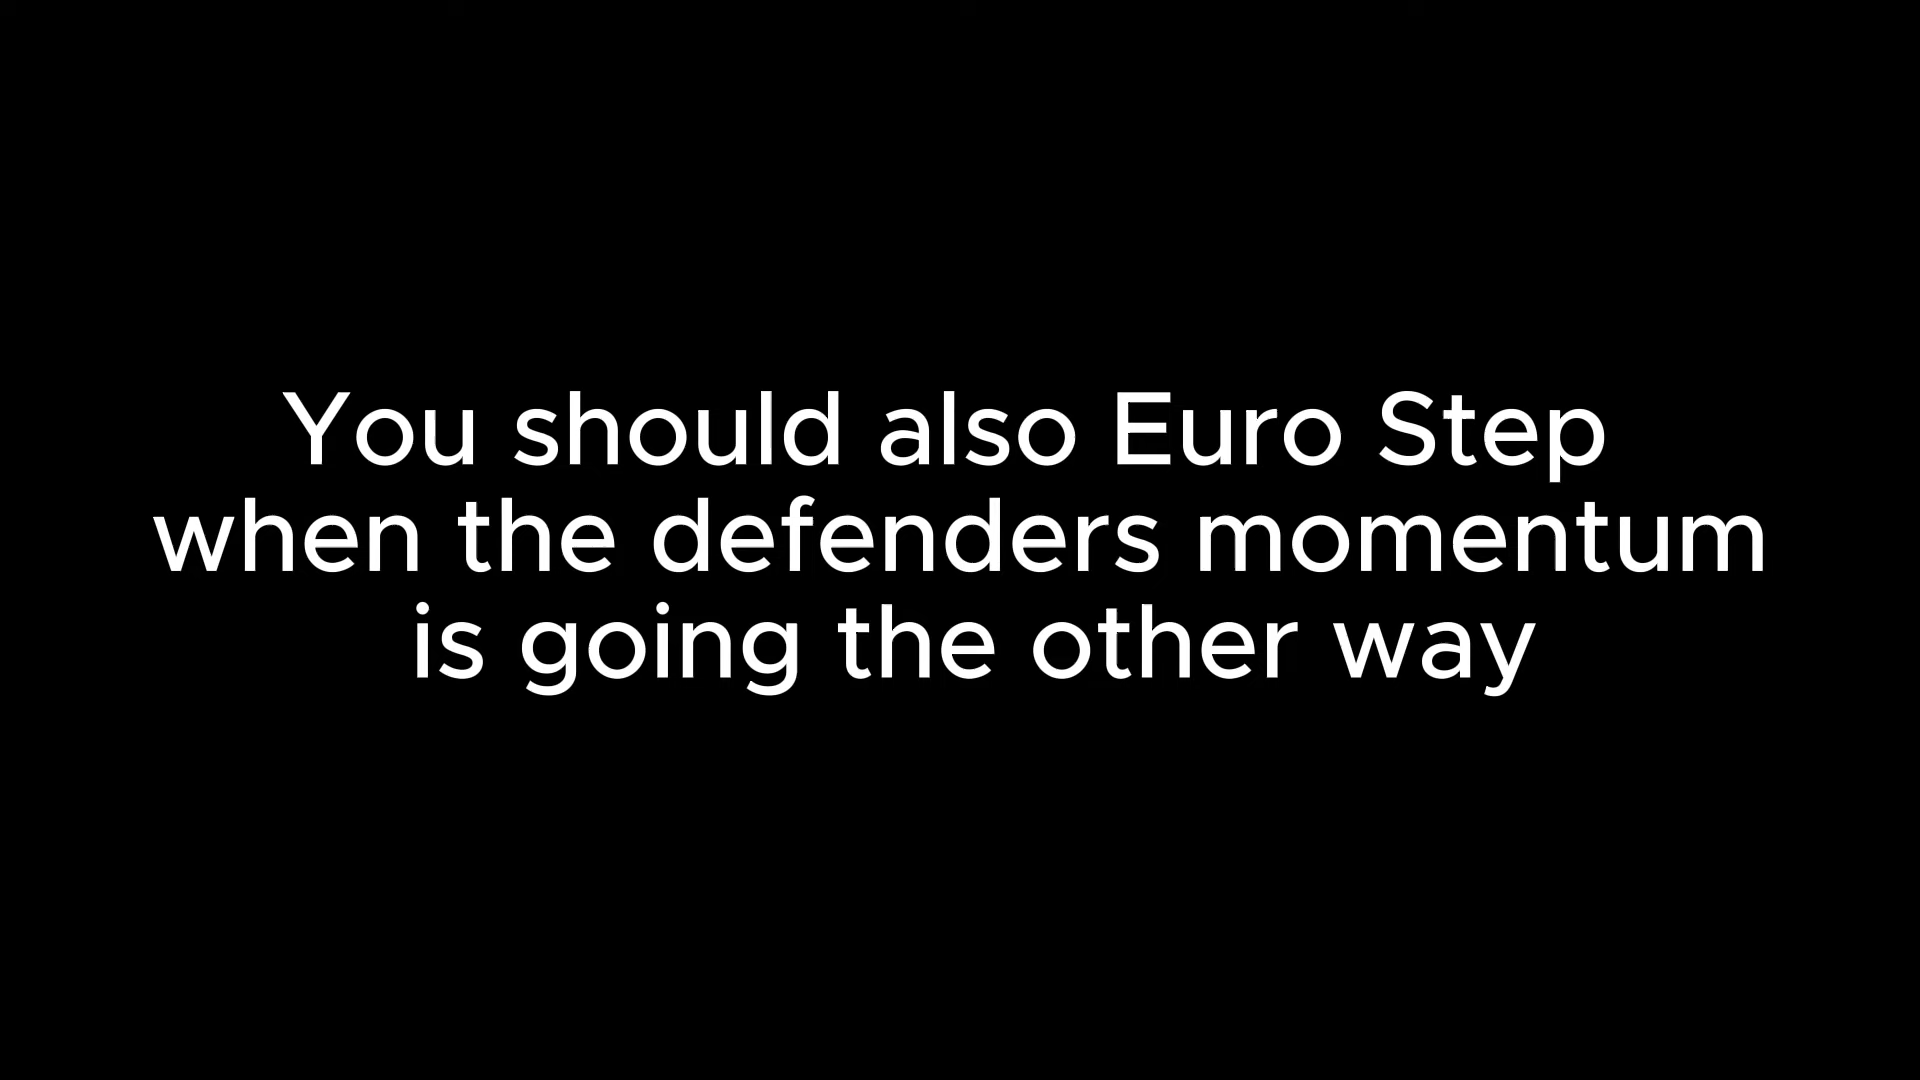 You should also Euro Step
when the defenders momentum
is going the other way